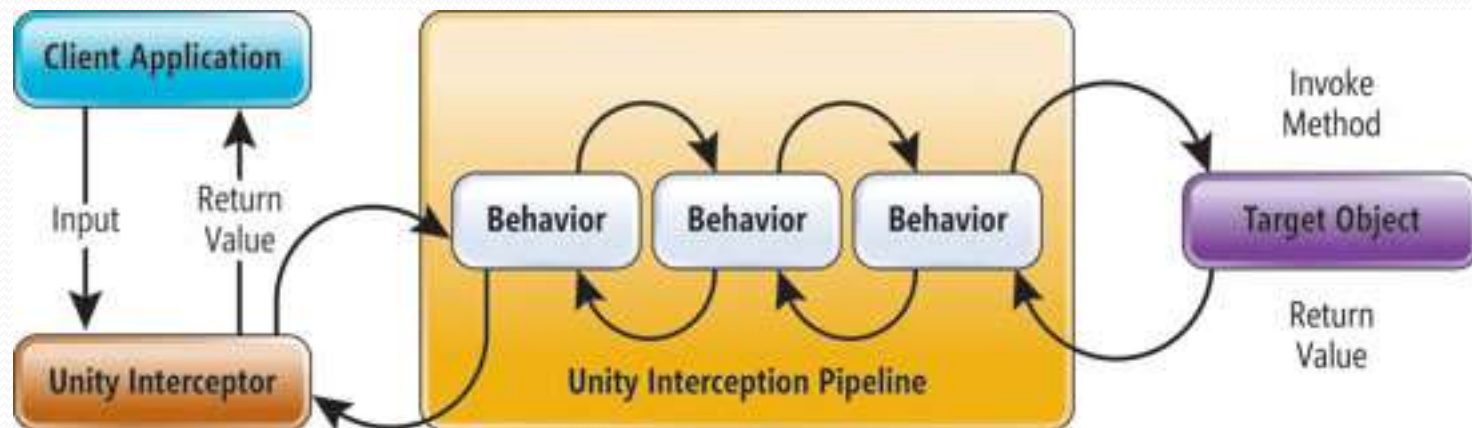 Client Application
Input
Return
Value
Unity Interceptor
Behavior
Behavior
Behavior
Unity Interception Pipeline
Invoke
Method
Target Object
Return
Value